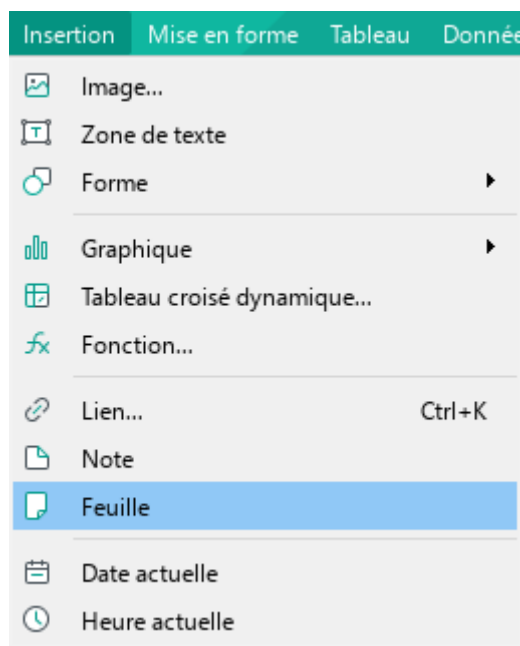 Insertion Mise en forme Tableau Donnée
Image...
Zone de texte
Forme
Graphique
Tableau croisé dynamique...
Fonction...
Lien... Ctrl+K
Note
Feuille
Date actuelle
Heure actuelle